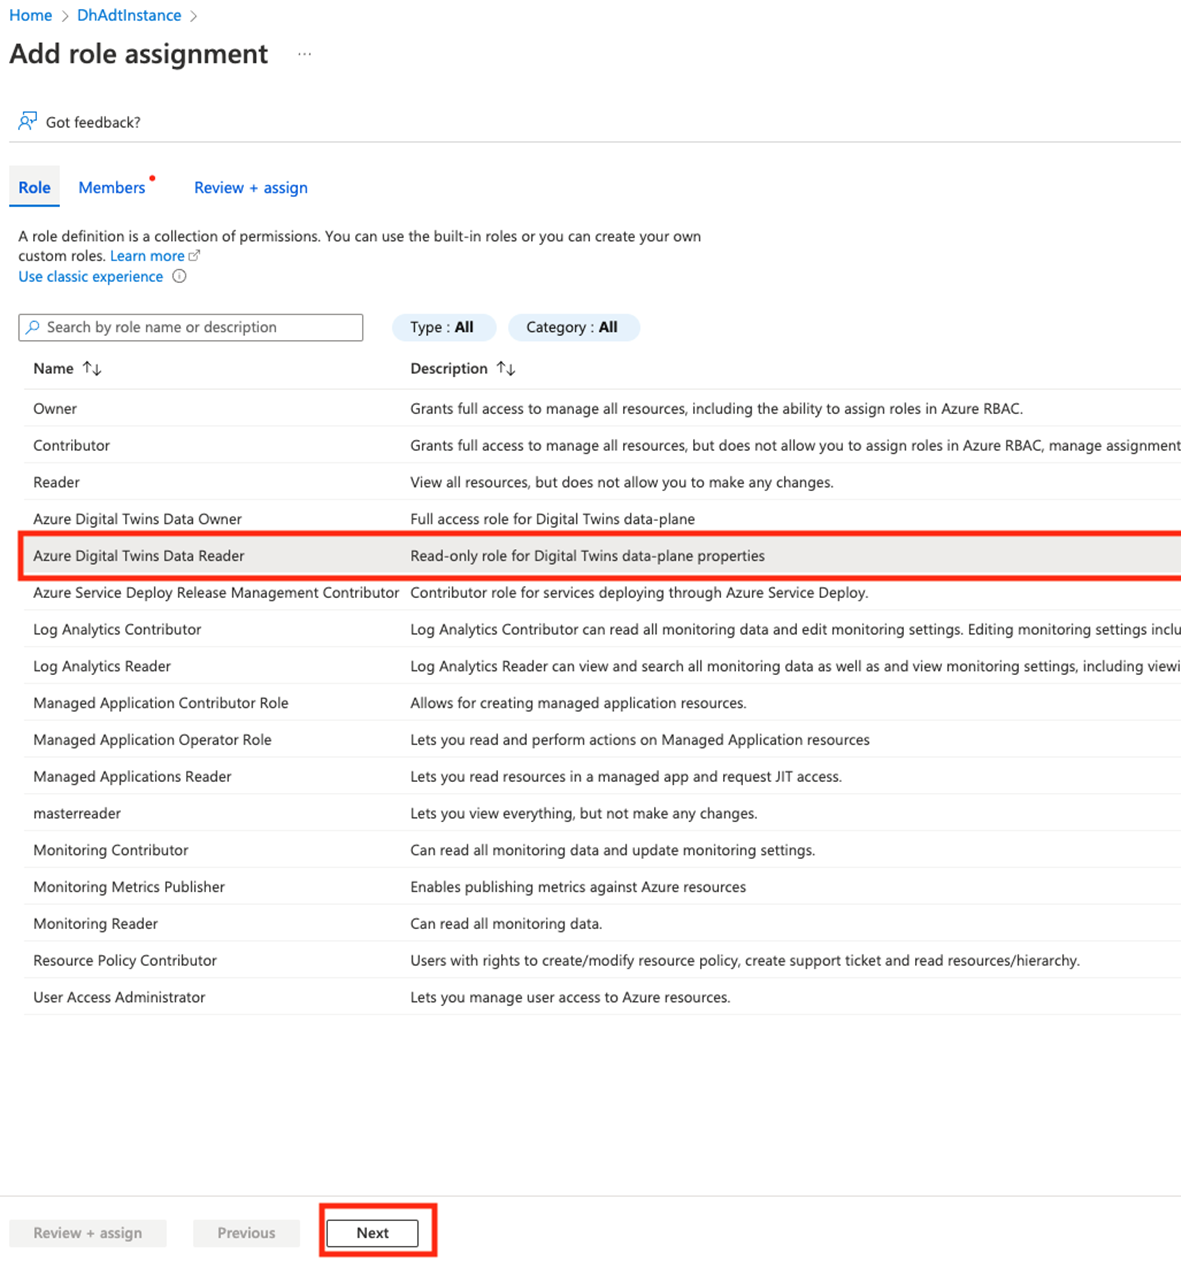 Home > DhAdtInstance >
Add role assignment ...
Got feedback?
Role Members Review + assign
A role definition is a collection of permissions. You can use the built-in roles or you can create your own
custom roles. Learn more
Use classic experience
Search by role name or description Type : All Category : All
Name ↑↓ Description ↑↓
Owner Grants full access to manage all resources, including the ability to assign roles in Azure RBAC.
Contributor Grants full access to manage all resources, but does not allow you to assign roles in Azure RBAC, manage assignment
Reader View all resources, but does not allow you to make any changes.
Azure Digital Twins Data Owner Full access role for Digital Twins data-plane
Azure Digital Twins Data Reader Read-only role for Digital Twins data-plane properties
Azure Service Deploy Release Management Contributor Contributor role for services deploying through Azure Service Deploy.
Log Analytics Contributor Log Analytics Contributor can read all monitoring data and edit monitoring settings. Editing monitoring settings inclu
Log Analytics Reader Log Analytics Reader can view and search all monitoring data as well as and view monitoring settings, including viewi
Managed Application Contributor Role Allows for creating managed application resources.
Managed Application Operator Role Lets you read and perform actions on Managed Application resources
Managed Applications Reader Lets you read resources in a managed app and request JIT access.
masterreader Lets you view everything, but not make any changes.
Monitoring Contributor Can read all monitoring data and update monitoring settings.
Monitoring Metrics Publisher Enables publishing metrics against Azure resources
Monitoring Reader Can read all monitoring data.
Resource Policy Contributor Users with rights to create/modify resource policy, create support ticket and read resources/hierarchy.
User Access Administrator Lets you manage user access to Azure resources.
Review + assign Previous Next